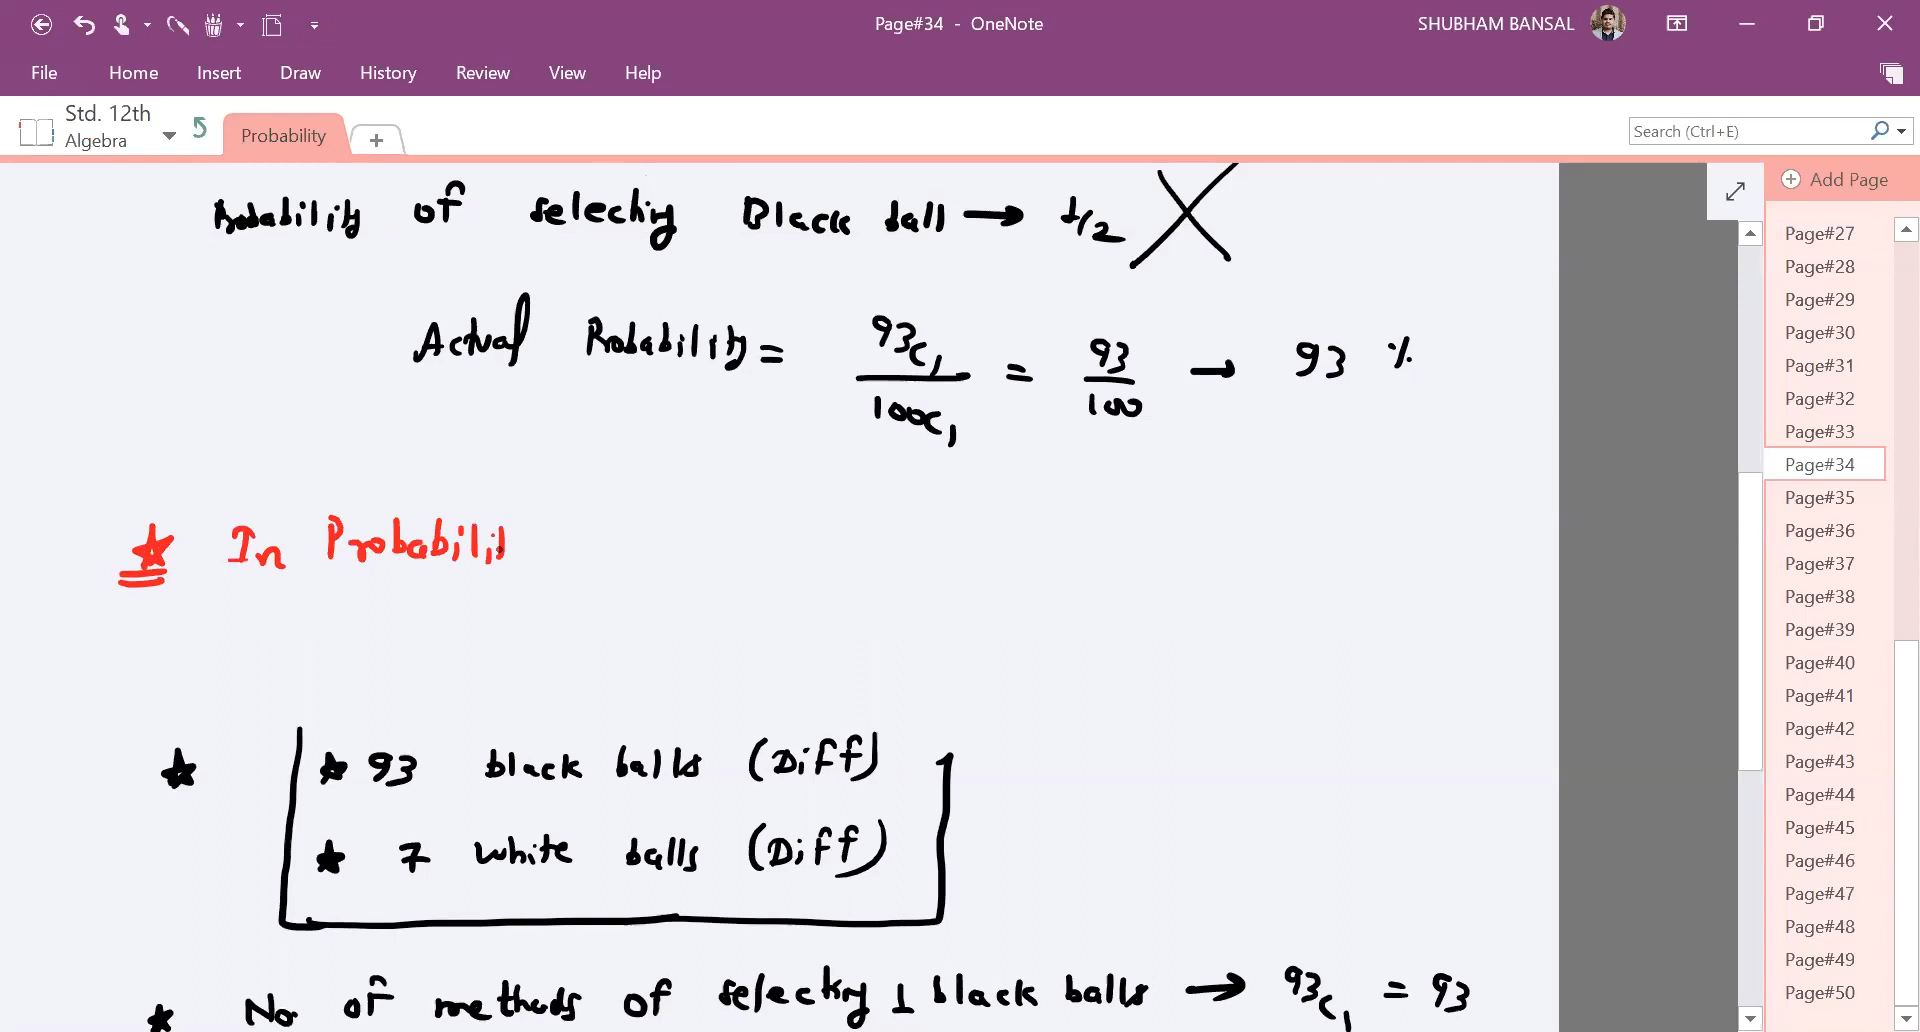 Page#34 - OneNote
SHUBHAM BANSAL
File Home Insert Draw History Review View Help
Std. 12th
Algebra
Probability
+
Search (Ctrl+E)
Add Page
Probability of selecting Black ball → 1/2
Actual Probability = 93c1 / 100c1 = 93/100 → 93 %
★ In Probabilit
★ ★ 93 black balls (Diff)
★ 7 white balls (Diff)
★ No of methods of selecting 1 black balls → 93c1 = 93
Page#27
Page#28
Page#29
Page#30
Page#31
Page#32
Page#33
Page#34
Page#35
Page#36
Page#37
Page#38
Page#39
Page#40
Page#41
Page#42
Page#43
Page#44
Page#45
Page#46
Page#47
Page#48
Page#49
Page#50